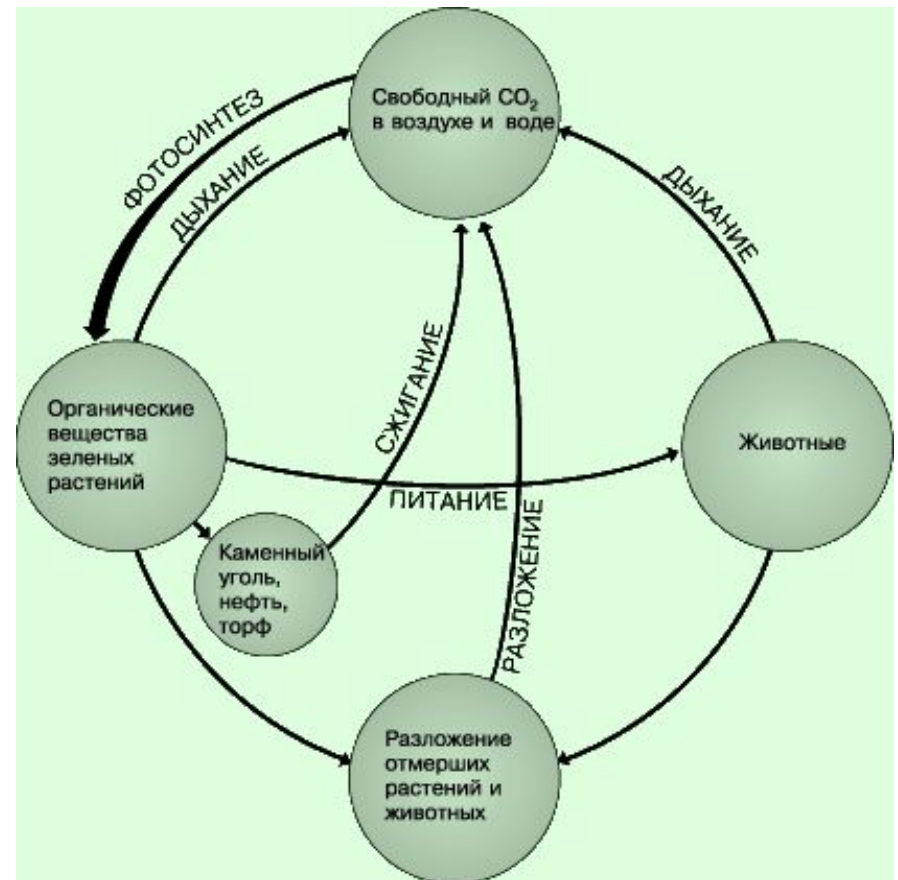 Свободный CO₂
в воздухе и воде
ФОТОСИНТЕЗ
ДЫХАНИЕ
ДЫХАНИЕ
СЖИГАНИЕ
Органические
вещества
зеленых
растений
Животные
ПИТАНИЕ
РАЗЛОЖЕНИЕ
Каменный
уголь,
нефть,
торф
Разложение
отмерших
растений и
животных